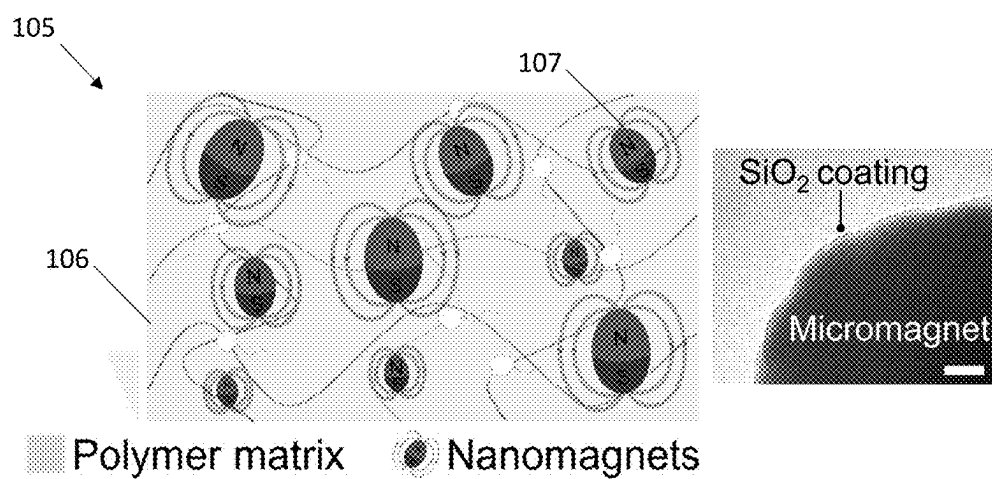 105
107
106
N
S
N
S
N
S
N
S
N
S
N
S
SiO₂ coating
Micromagnet
Polymer matrix
Nanomagnets